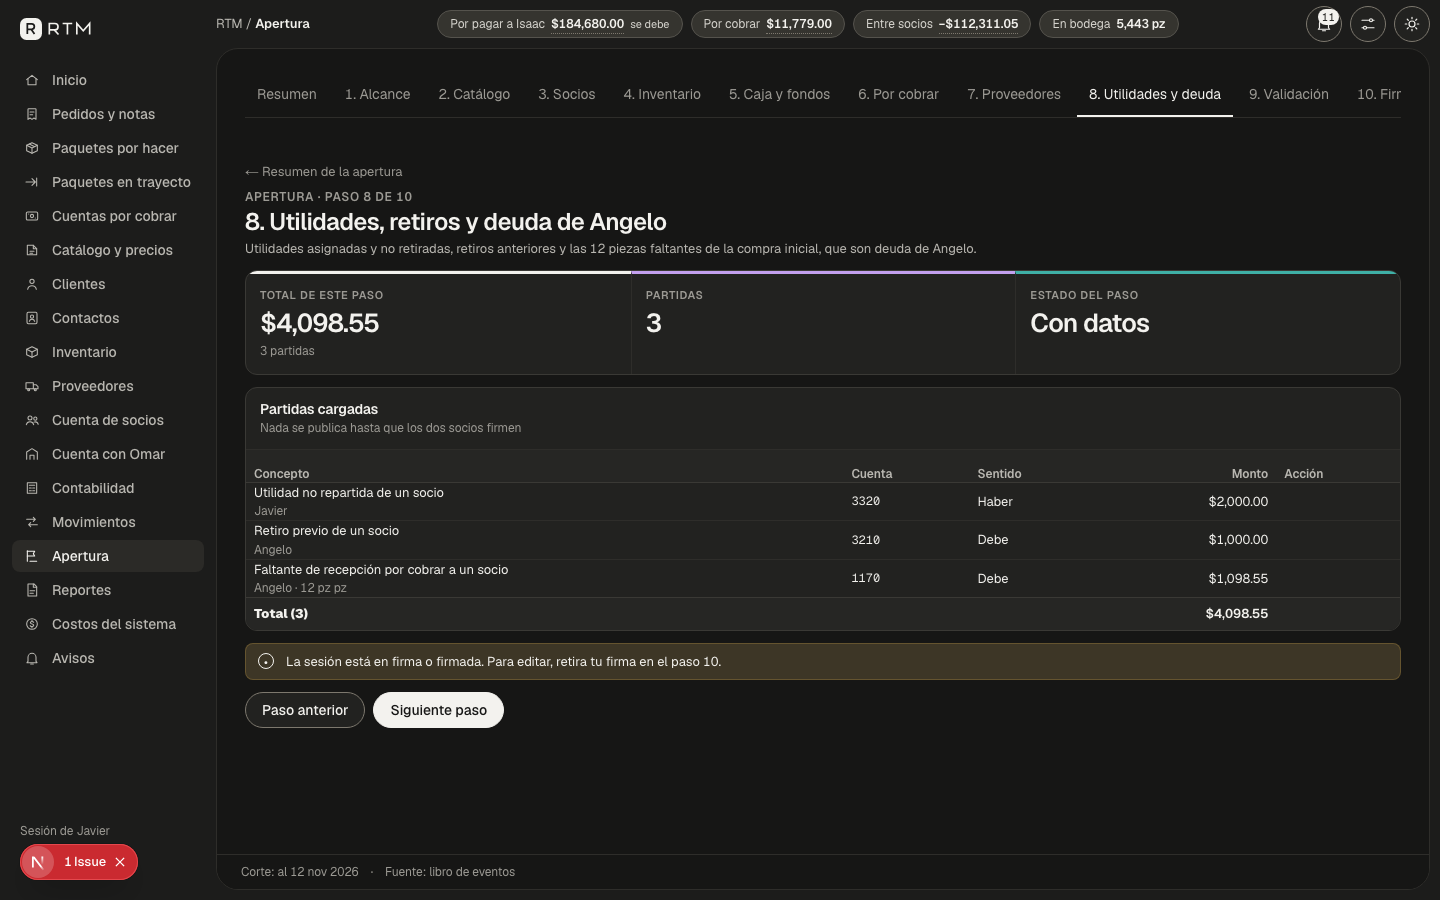 R RTM
RTM / Apertura
Por pagar a Isaac $184,680.00 se debe
Por cobrar $11,779.00
Entre socios −$112,311.05
En bodega 5,443 pz
11
Inicio
Pedidos y notas
Paquetes por hacer
Paquetes en trayecto
Cuentas por cobrar
Catálogo y precios
Clientes
Contactos
Inventario
Proveedores
Cuenta de socios
Cuenta con Omar
Contabilidad
Movimientos
Apertura
Reportes
Costos del sistema
Avisos
Sesión de Javier
N 1 Issue
Resumen
1. Alcance
2. Catálogo
3. Socios
4. Inventario
5. Caja y fondos
6. Por cobrar
7. Proveedores
8. Utilidades y deuda
9. Validación
10. Firr
← Resumen de la apertura
APERTURA · PASO 8 DE 10
8. Utilidades, retiros y deuda de Angelo
Utilidades asignadas y no retiradas, retiros anteriores y las 12 piezas faltantes de la compra inicial, que son deuda de Angelo.
TOTAL DE ESTE PASO
$4,098.55
3 partidas
PARTIDAS
3
ESTADO DEL PASO
Con datos
Partidas cargadas
Nada se publica hasta que los dos socios firmen
Concepto Cuenta Sentido Monto Acción
Utilidad no repartida de un socio
Javier
3320 Haber $2,000.00
Retiro previo de un socio
Angelo
3210 Debe $1,000.00
Faltante de recepción por cobrar a un socio
Angelo · 12 pz pz
1170 Debe $1,098.55
Total (3) $4,098.55
La sesión está en firma o firmada. Para editar, retira tu firma en el paso 10.
Paso anterior
Siguiente paso
Corte: al 12 nov 2026 · Fuente: libro de eventos